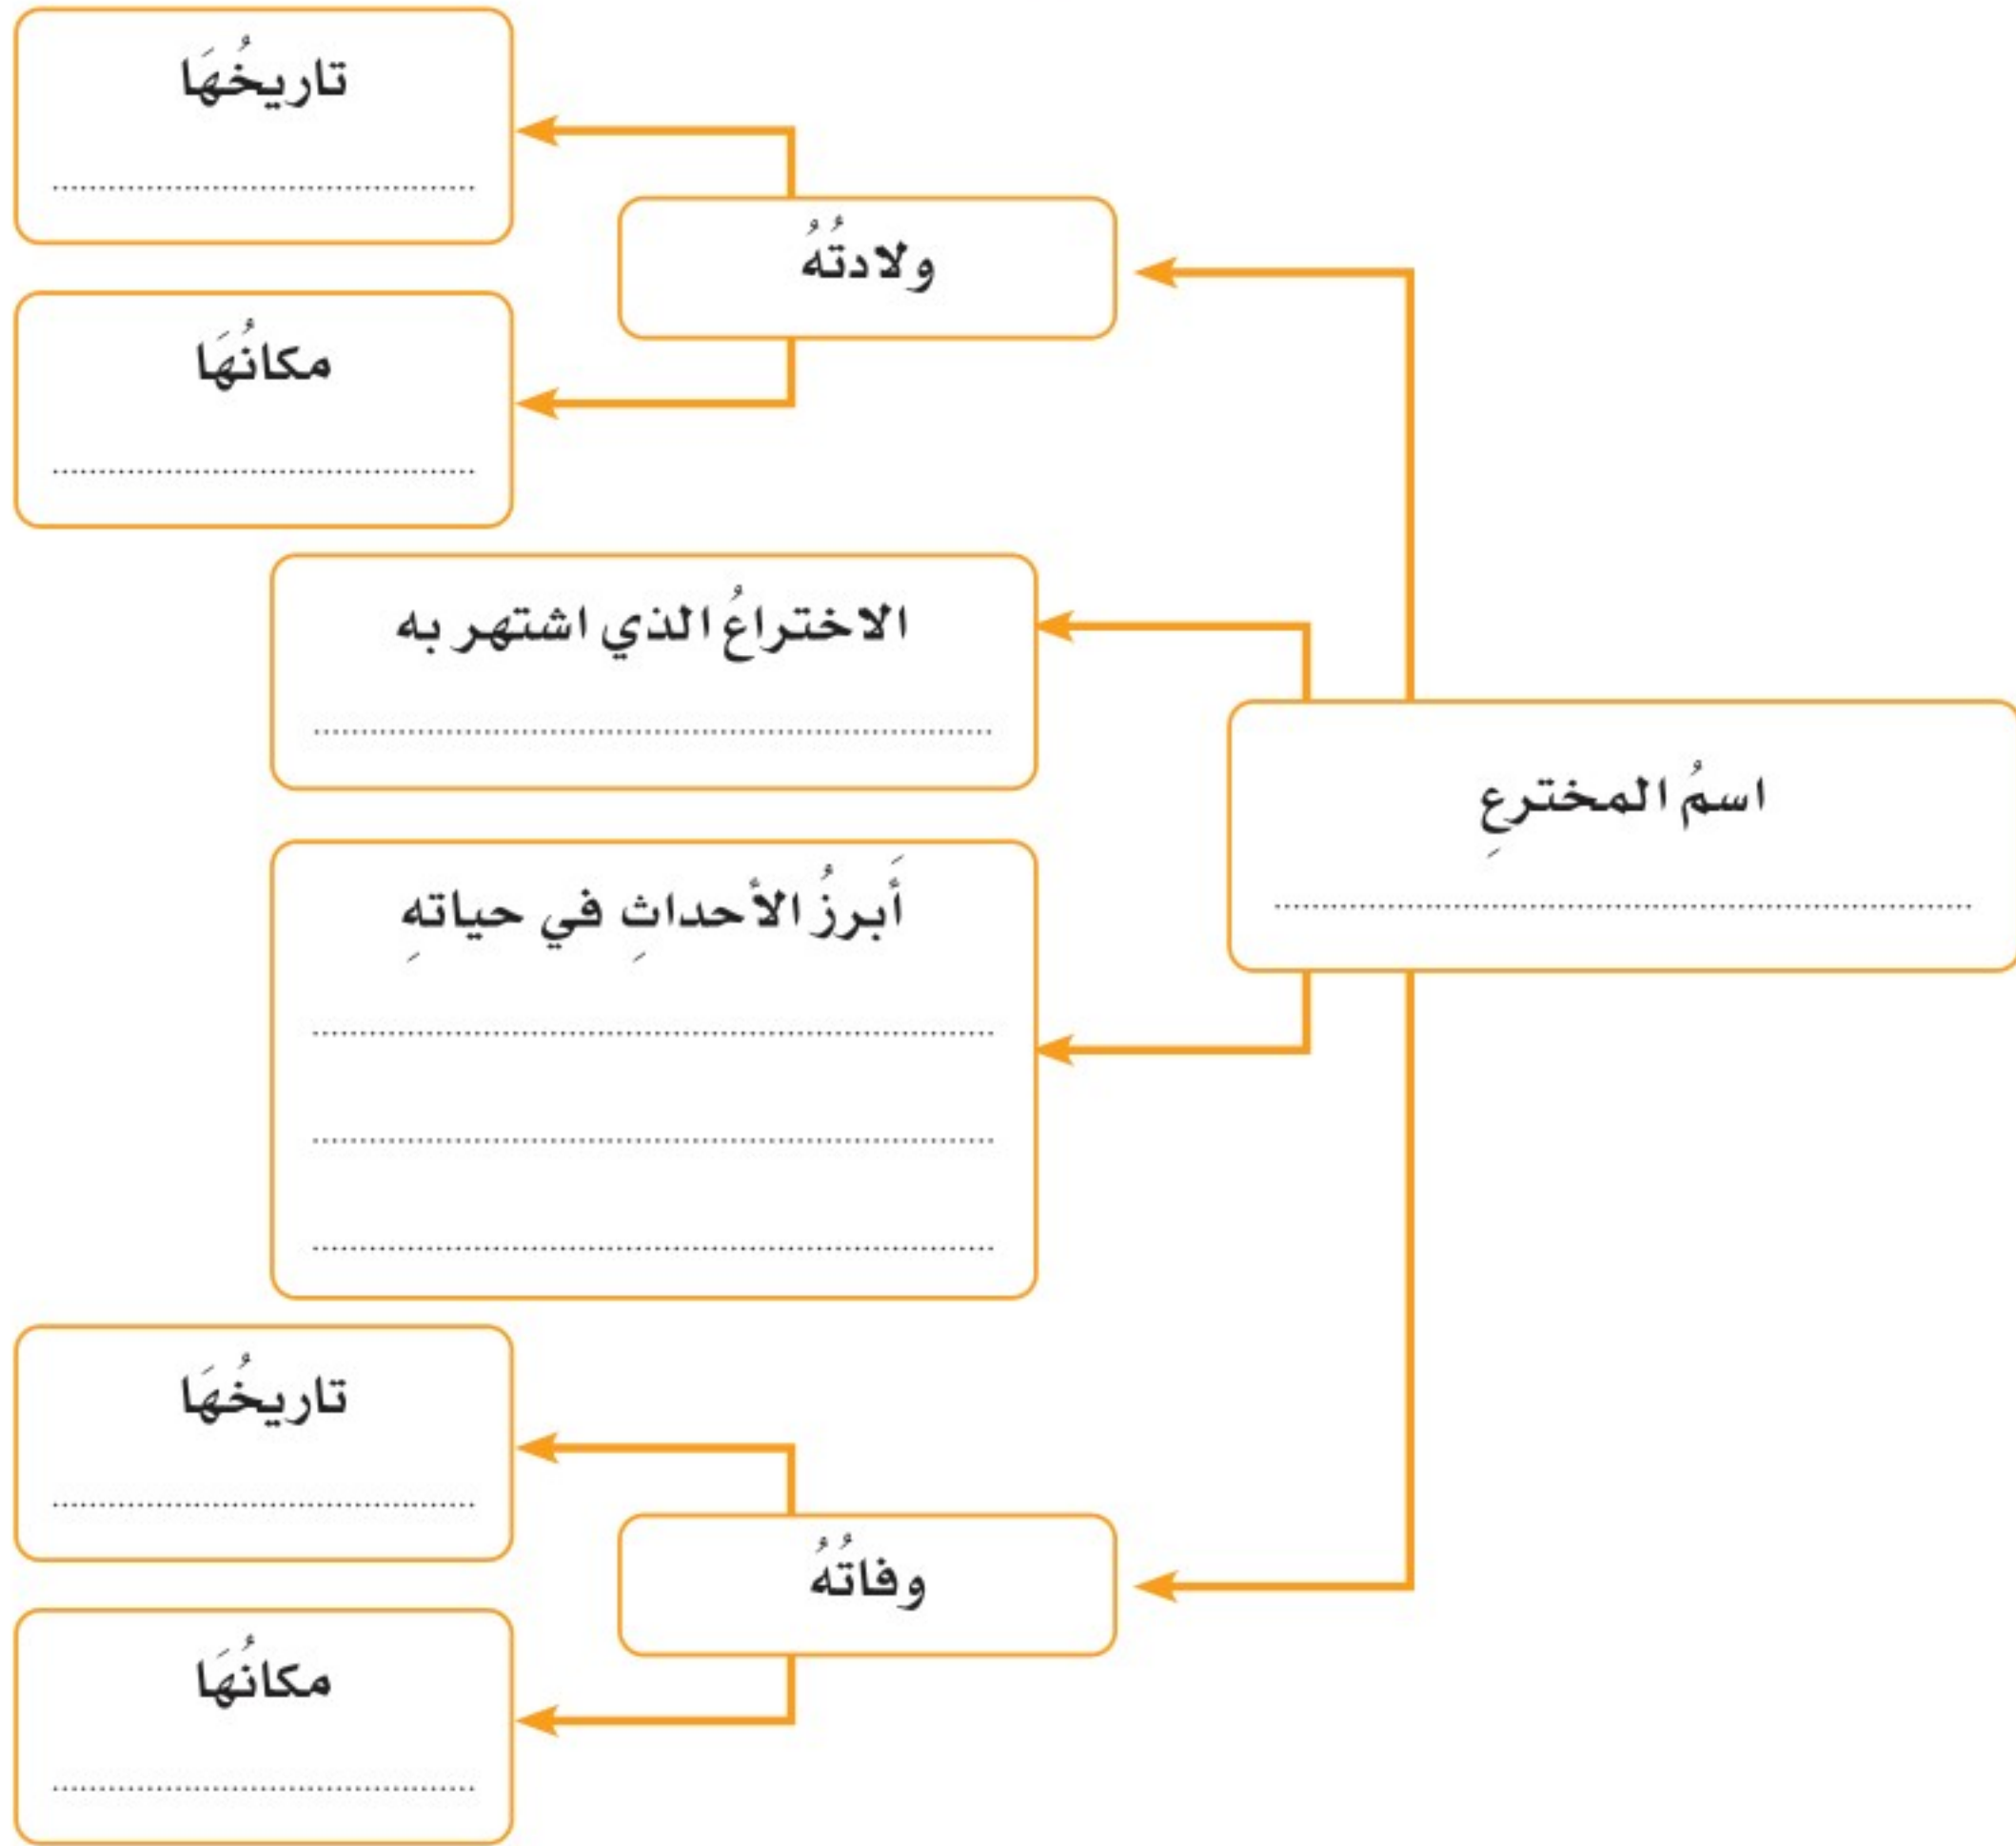 اسمُ المخترعِ
ولادتُهُ
تاريخُهَا
مكانُهَا
الاختراعُ الذي اشتهر به
أَبرزُ الأحداثِ في حياتهِ
وفاتُهُ
تاريخُهَا
مكانُهَا